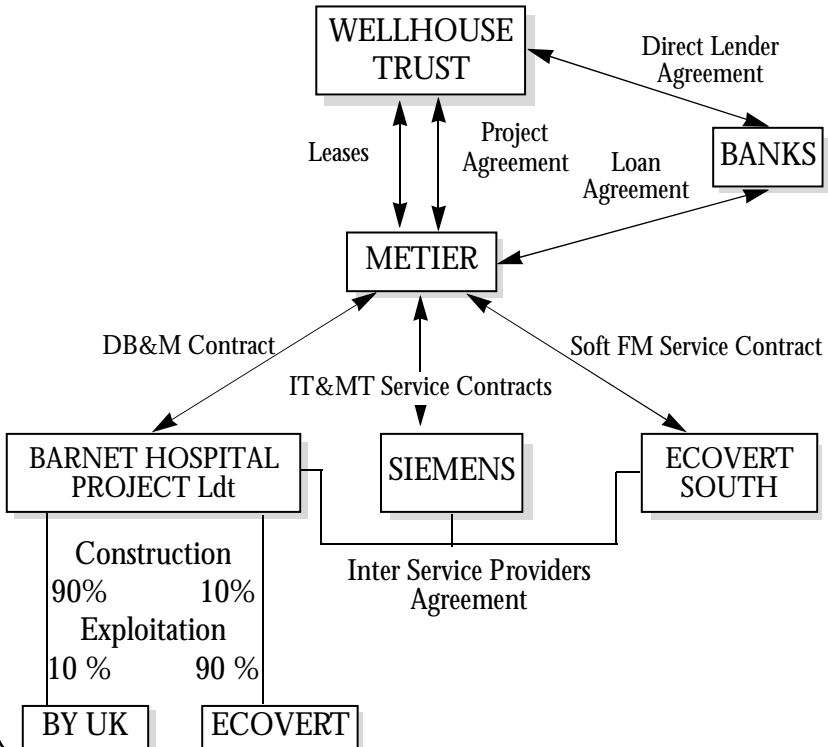 WELLHOUSE
TRUST
Direct Lender
Agreement
Leases
Project
Agreement
Loan
Agreement
BANKS
METIER
DB&M Contract
Soft FM Service Contract
IT&MT Service Contracts
BARNET HOSPITAL
PROJECT Ldt
SIEMENS
ECOVERT
SOUTH
Construction
90% 10%
Exploitation
10 % 90 %
Inter Service Providers
Agreement
BY UK
ECOVERT